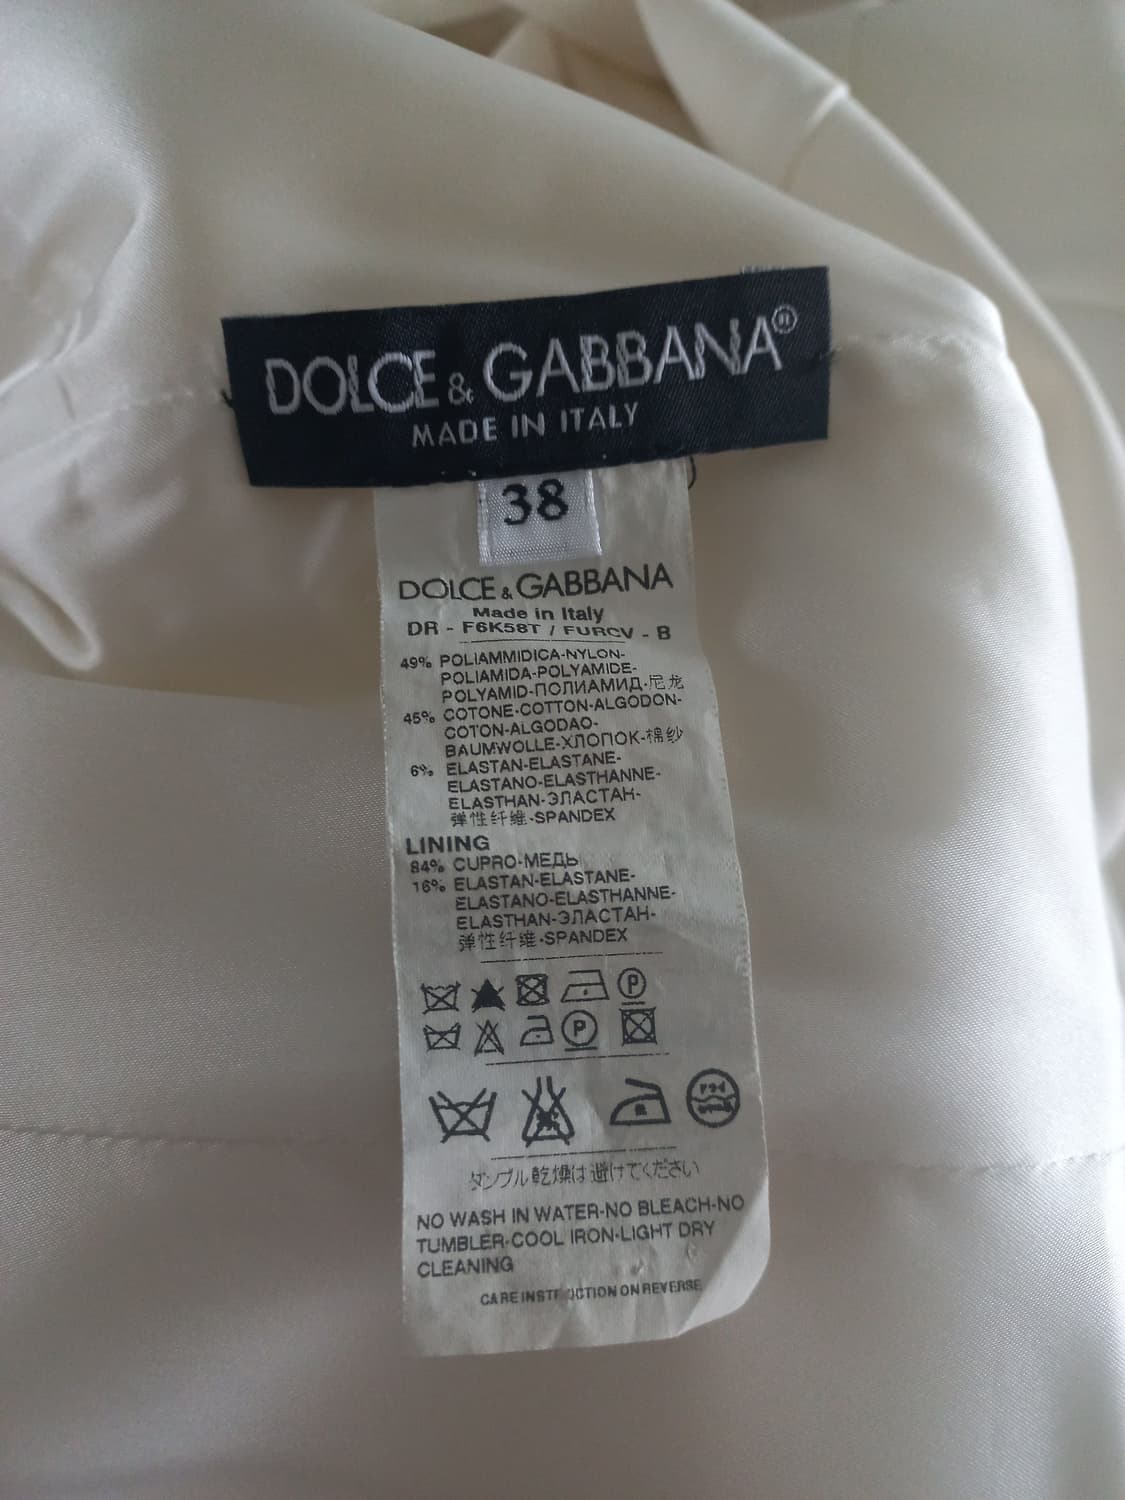 DOLCE & GABBANA®
MADE IN ITALY
38
DOLCE & GABBANA
Made in Italy
DR - F6K58T / FURCV - B
49% POLIAMMIDICA-NYLON-
POLIAMIDA-POLYAMIDE-
POLYAMID-ПОЛИАМИД-尼龙
45% COTONE-COTTON-ALGODON-
COTON-ALGODAO-
BAUMWOLLE-ХЛОПОК-棉纱
6% ELASTAN-ELASTANE-
ELASTANO-ELASTHANNE-
ELASTHAN-ЭЛАСТАН-
弹性纤维-SPANDEX
LINING
84% CUPRO-МЕДЬ
16% ELASTAN-ELASTANE-
ELASTANO-ELASTHANNE-
ELASTHAN-ЭЛАСТАН-
弹性纤维-SPANDEX
P
P
タンブル乾燥は避けてください
NO WASH IN WATER-NO BLEACH-NO
TUMBLER-COOL IRON-LIGHT DRY
CLEANING
CARE INSTRUCTION ON REVERSE